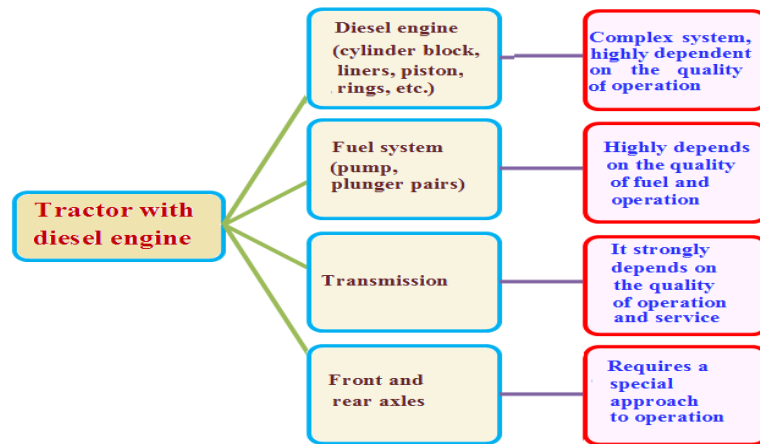 Tractor with
diesel engine
Diesel engine
(cylinder block,
liners, piston,
rings, etc.)
Complex system,
highly dependent
on the quality
of operation
Fuel system
(pump,
plunger pairs)
Highly depends
on the quality
of fuel and
operation
Transmission
It strongly
depends on
the quality
of operation
and service
Front and
rear axles
Requires a
special
approach
to operation